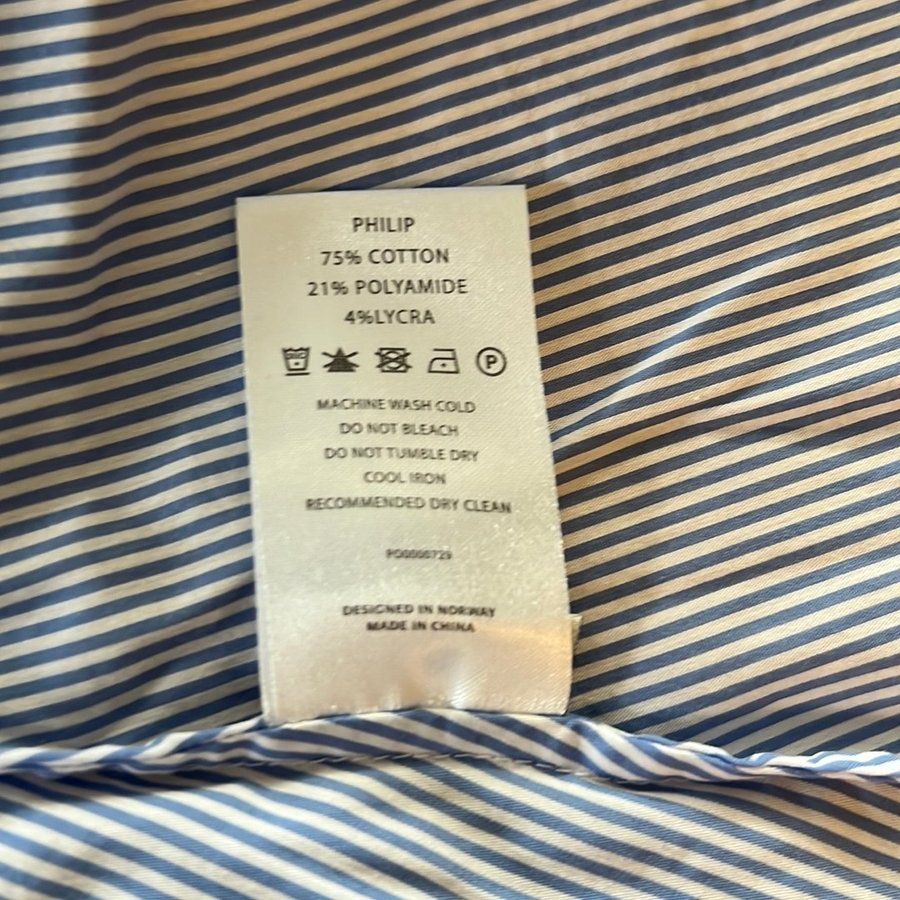 PHILIP
75% COTTON
21% POLYAMIDE
4%LYCRA
P
MACHINE WASH COLD
DO NOT BLEACH
DO NOT TUMBLE DRY
COOL IRON
RECOMMENDED DRY CLEAN
PO0000729
DESIGNED IN NORWAY
MADE IN CHINA